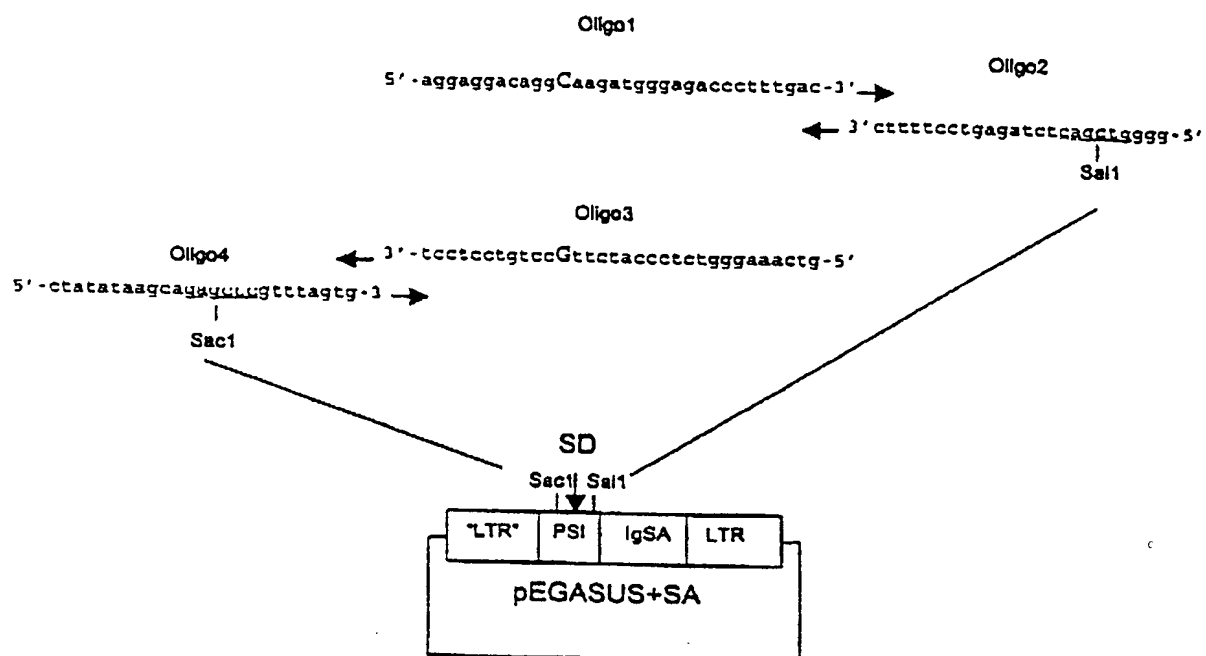 Oligo1
5'-aggaggacaggCaagatgggagaccctttgac-3'
Oligo2
3'cttttcctgagatctcagctgggg-5'
Sal1
Oligo3
3'-tcctcctgtccGttctaccctctgggaaactg-5'
Oligo4
5'-ctatataagcagagctcgtttagtg-3
Sac1
SD
Sac1 Sal1
"LTR" PSI IgSA LTR
pEGASUS+SA